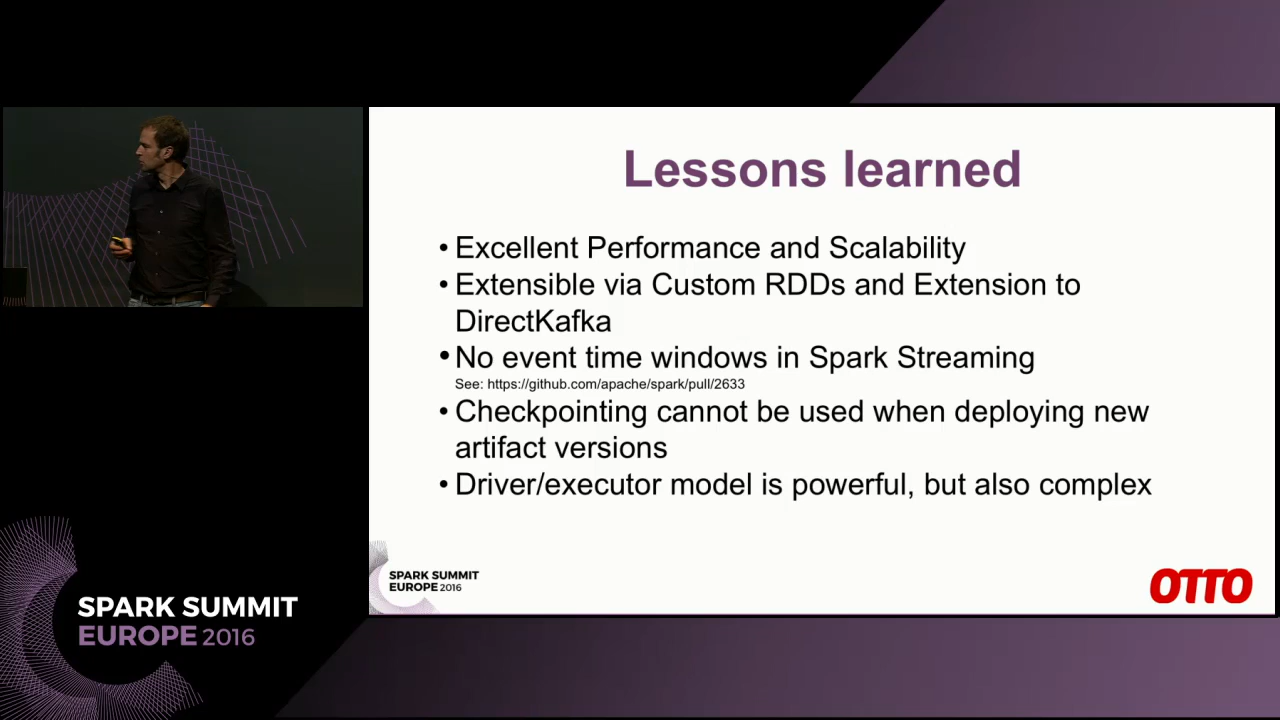 Lessons learned
• Excellent Performance and Scalability
• Extensible via Custom RDDs and Extension to
DirectKafka
• No event time windows in Spark Streaming
See: https://github.com/apache/spark/pull/2633
• Checkpointing cannot be used when deploying new
artifact versions
• Driver/executor model is powerful, but also complex
SPARK SUMMIT
EUROPE 2016
OTTO
SPARK SUMMIT
EUROPE 2016